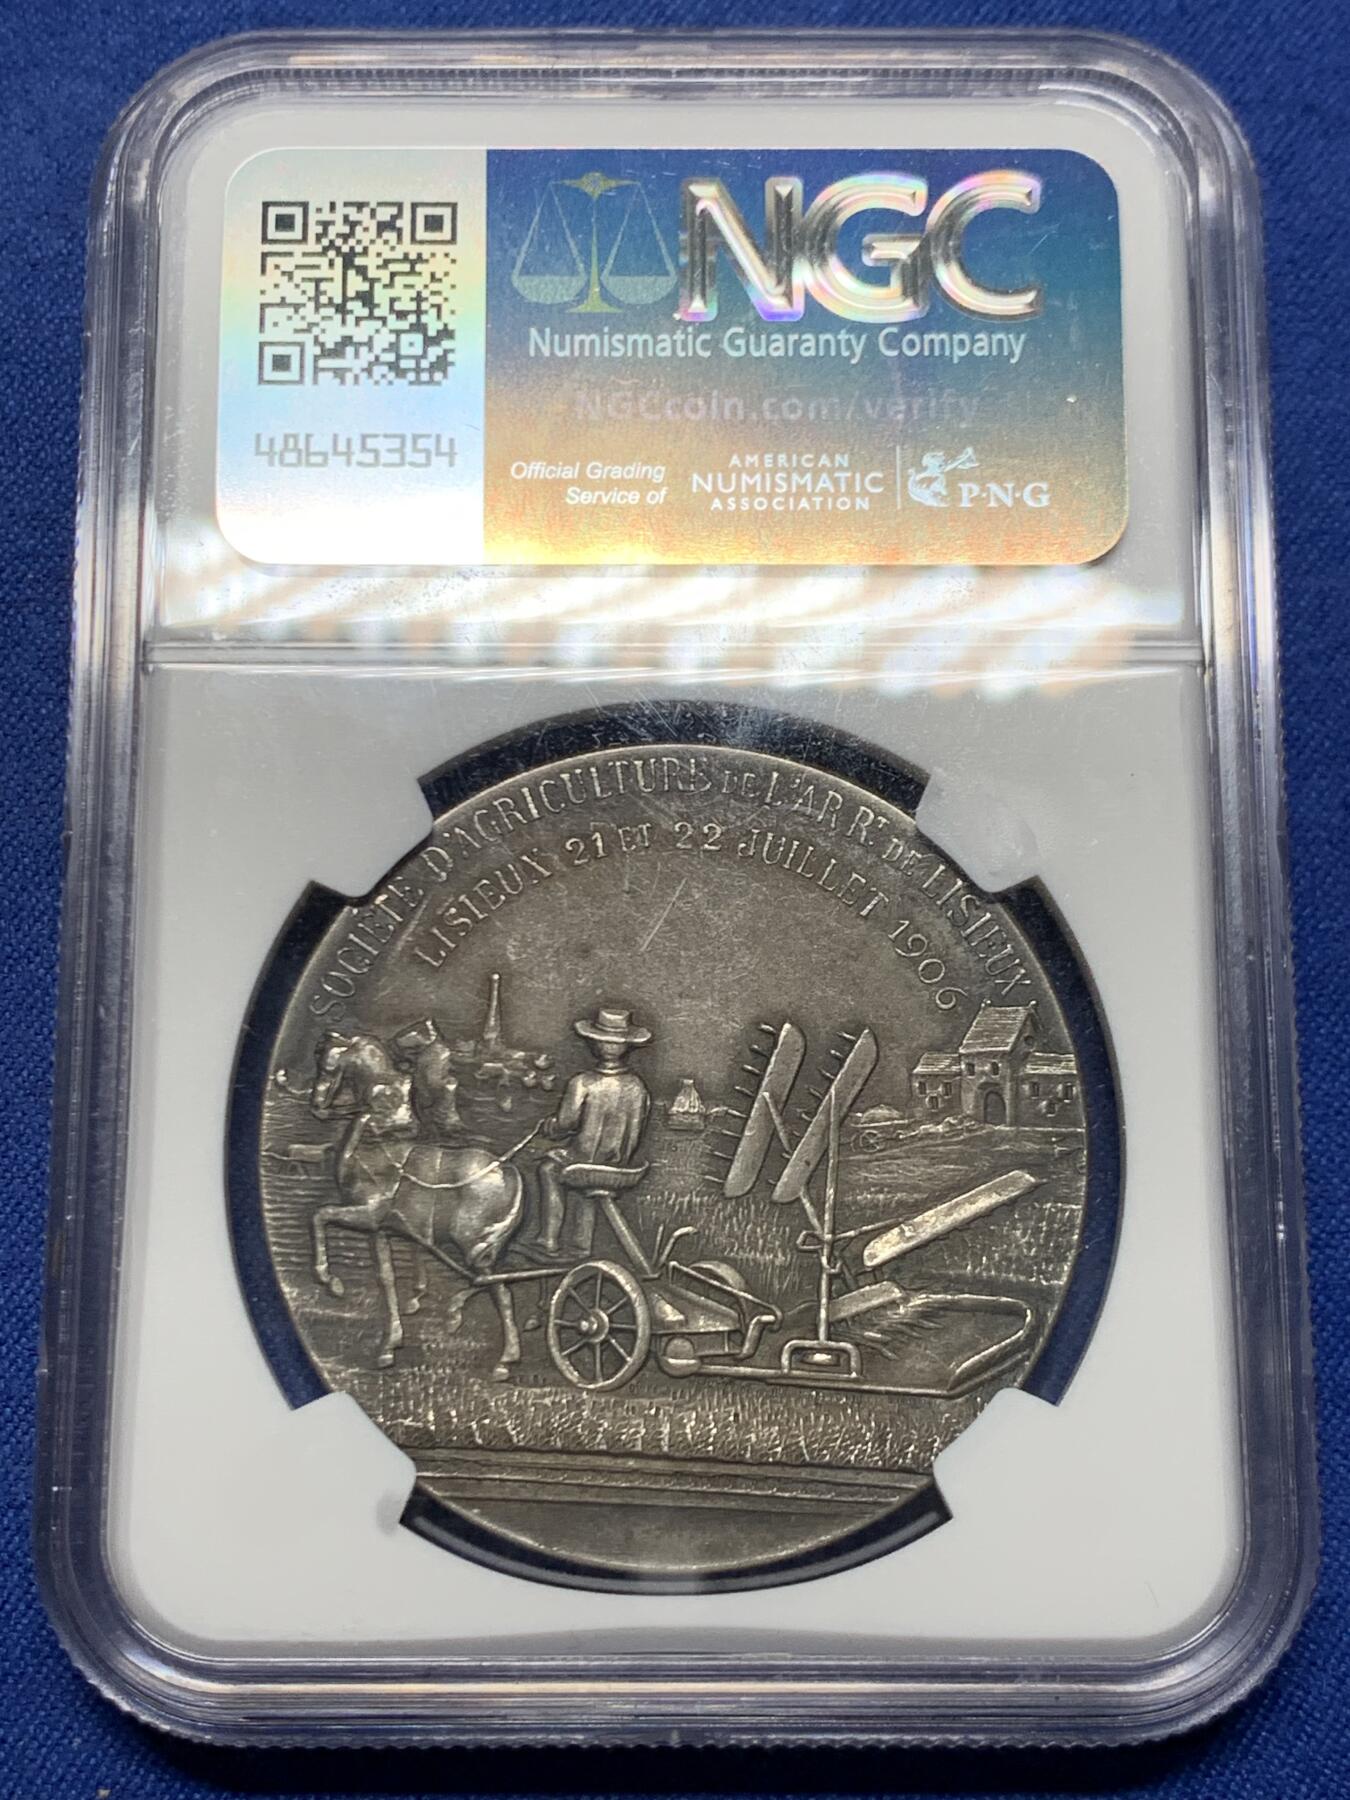 NGC
Numismatic Guaranty Company
NGCcoin.com/verify
48645354
Official Grading
Service of
AMERICAN
NUMISMATIC
ASSOCIATION
P·N·G
SOCIÉTÉ D'AGRICULTURE DE L'ARRT. DE LISIEUX
LISIEUX 21 ET 22 JUILLET 1906